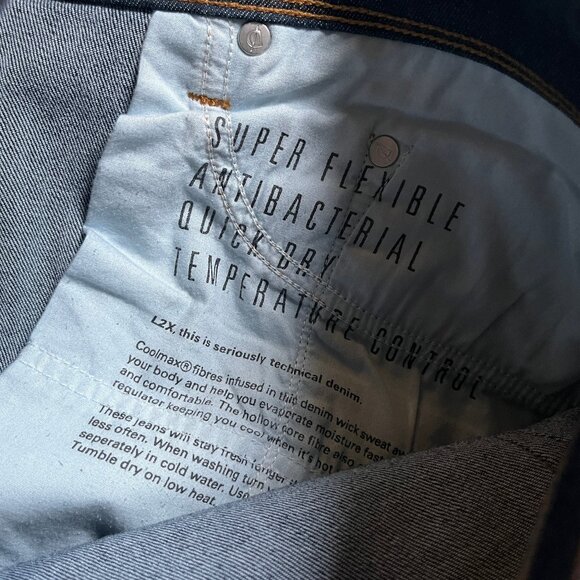 SUPER FLEXIBLE
ANTIBACTERIAL
QUICK DRY
TEMPERATURE CONTROL
L2X, this is seriously technical denim.
Coolmax® fibres infused in this denim wick sweat
your body and help you evaporate moisture
and comfortable. The hollow core fibre also
regulator keeping you cool when it's hot
These jeans will stay fresh longer
less often. When washing turn
seperately in cold water.
Tumble dry on low heat.